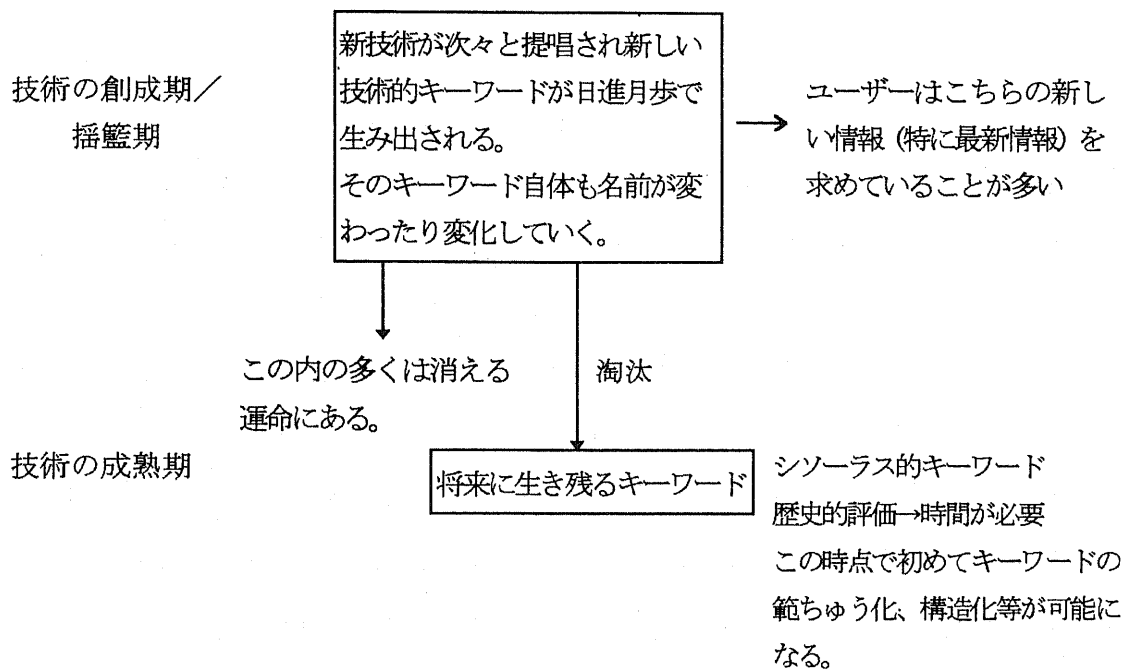 技術の創成期/
揺籃期
新技術が次々と提唱され新しい
技術的キーワードが日進月歩で
生み出される。
そのキーワード自体も名前が変
わったり変化していく。
ユーザーはこちらの新し
い情報(特に最新情報)を
求めていることが多い
この内の多くは消える
運命にある。
淘汰
技術の成熟期
将来に生き残るキーワード
シソーラス的キーワード
歴史的評価→時間が必要
この時点で初めてキーワードの
範ちゅう化、構造化等が可能に
なる。